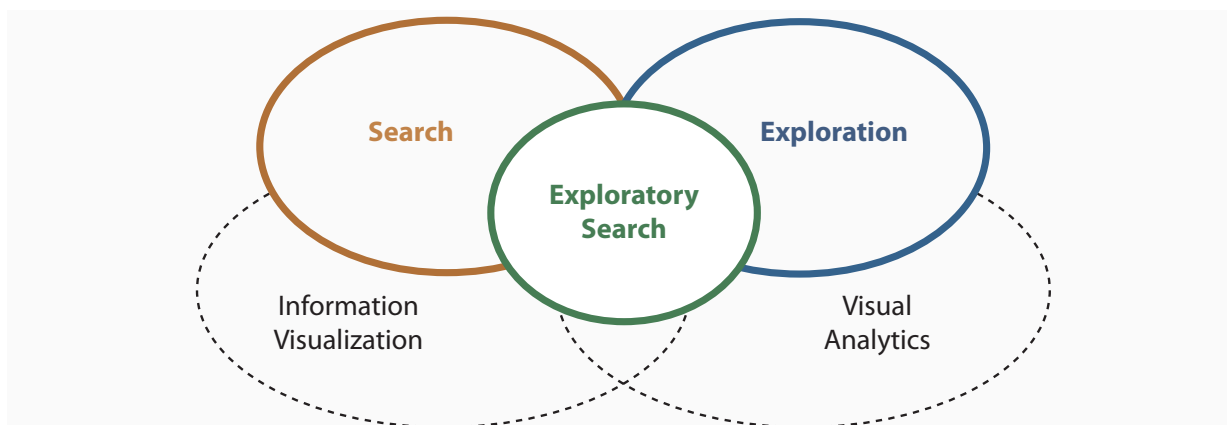 Search
Exploration
Exploratory
Search
Information
Visualization
Visual
Analytics